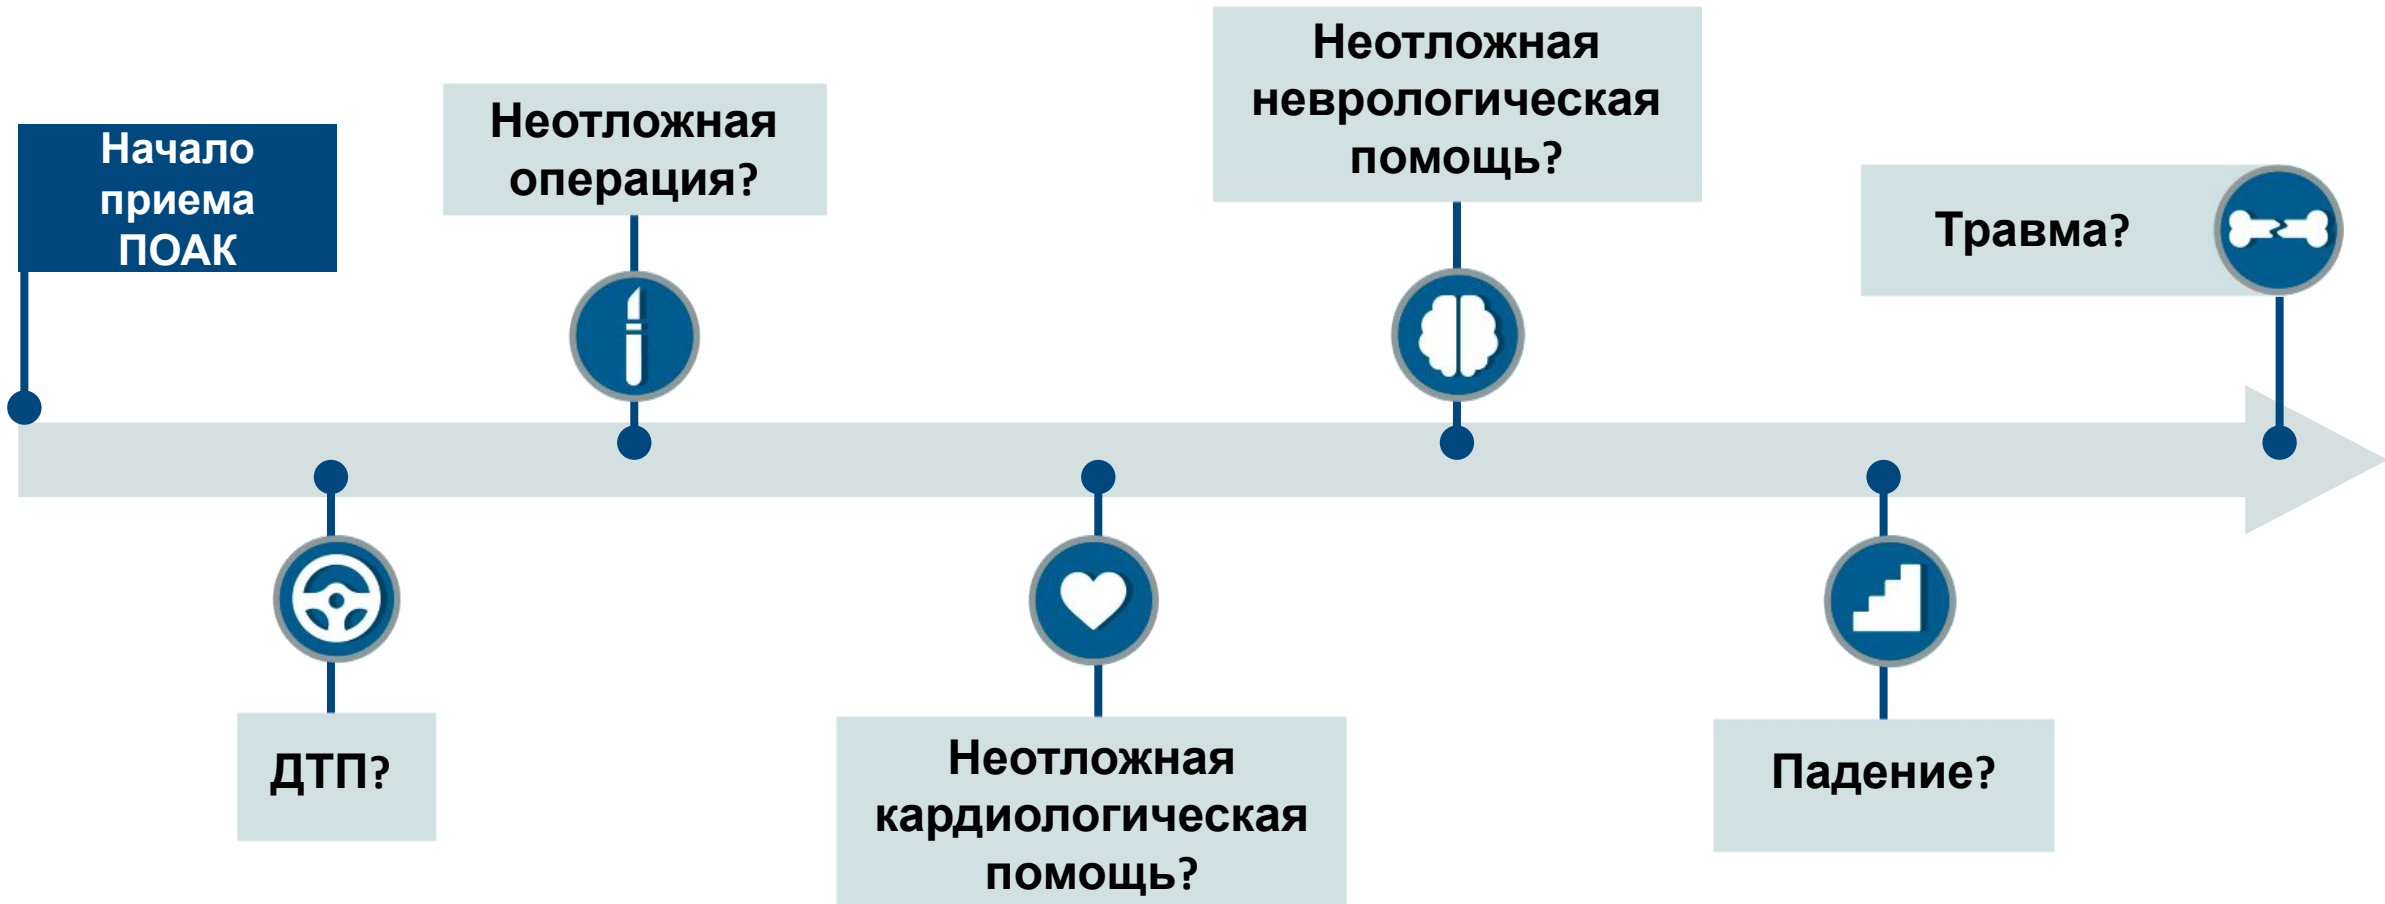 Начало
приема
ПОАК
ДТП?
Неотложная
операция?
Неотложная
кардиологическая
помощь?
Неотложная
неврологическая
помощь?
Падение?
Травма?